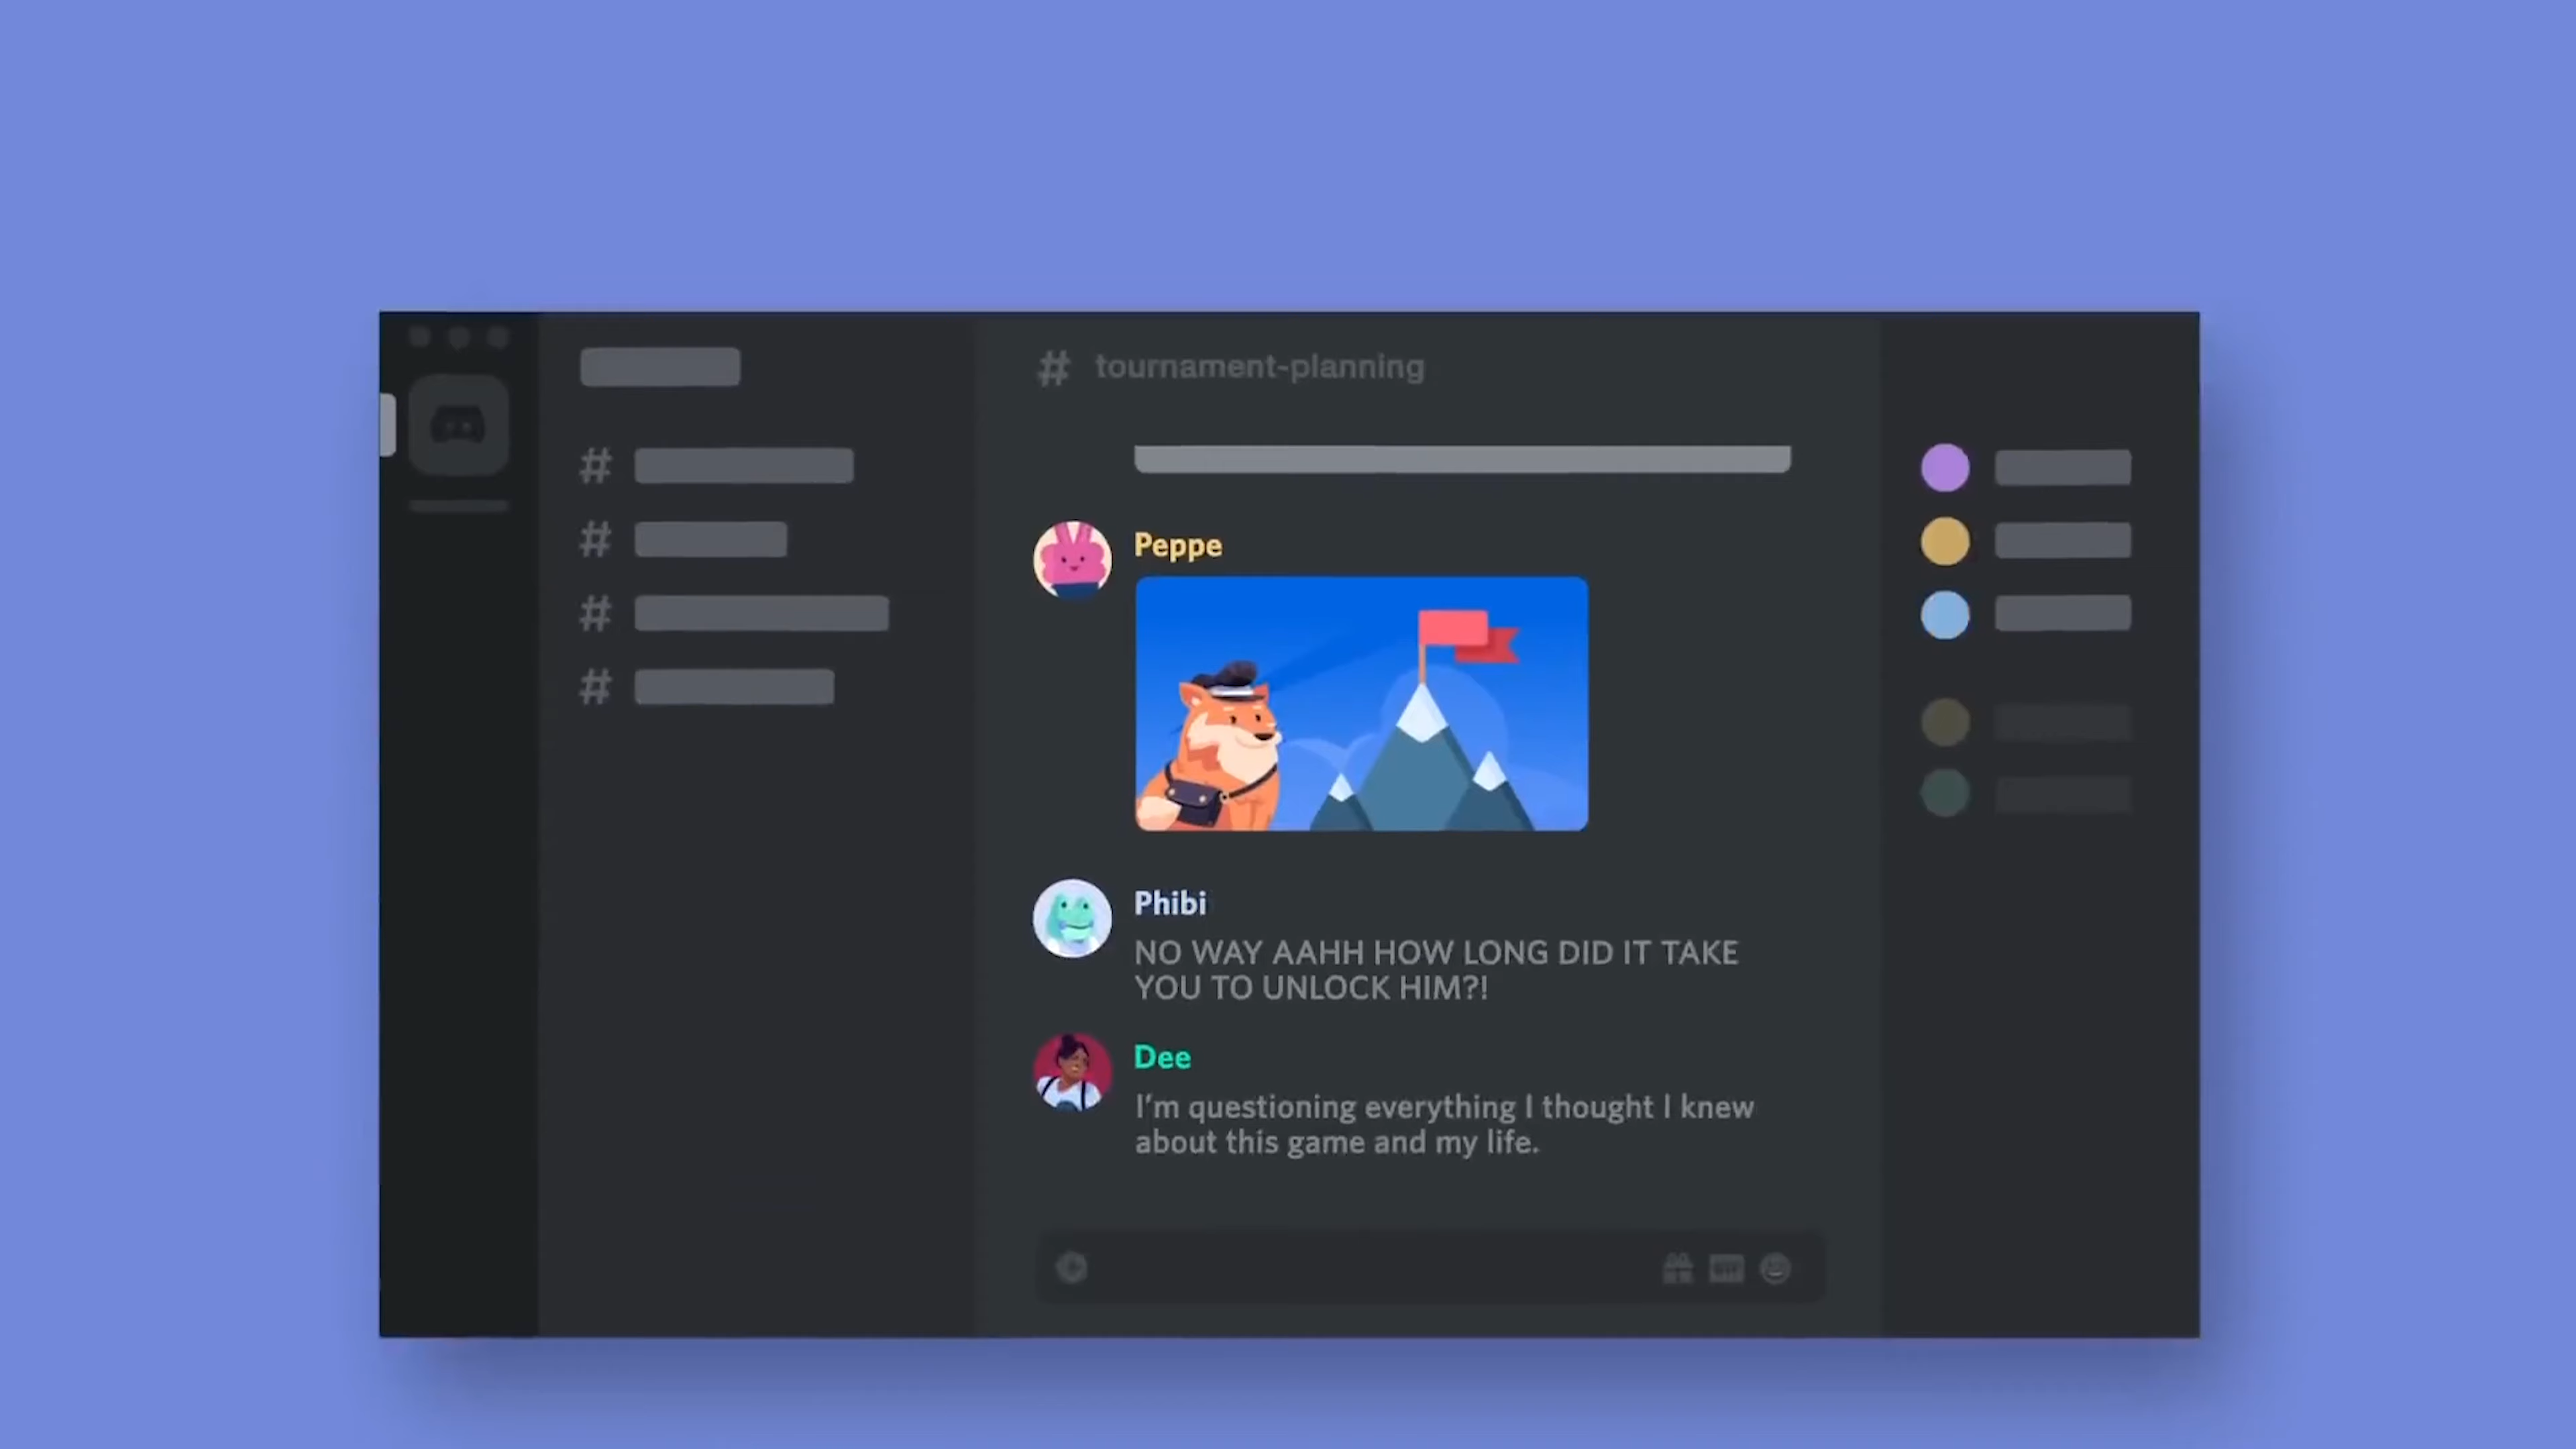 # tournament-planning
#
Peppe
#
#
#
Phibi
NO WAY AAHH HOW LONG DID IT TAKE
YOU TO UNLOCK HIM?!
Dee
I'm questioning everything I thought I knew
about this game and my life.
GIF